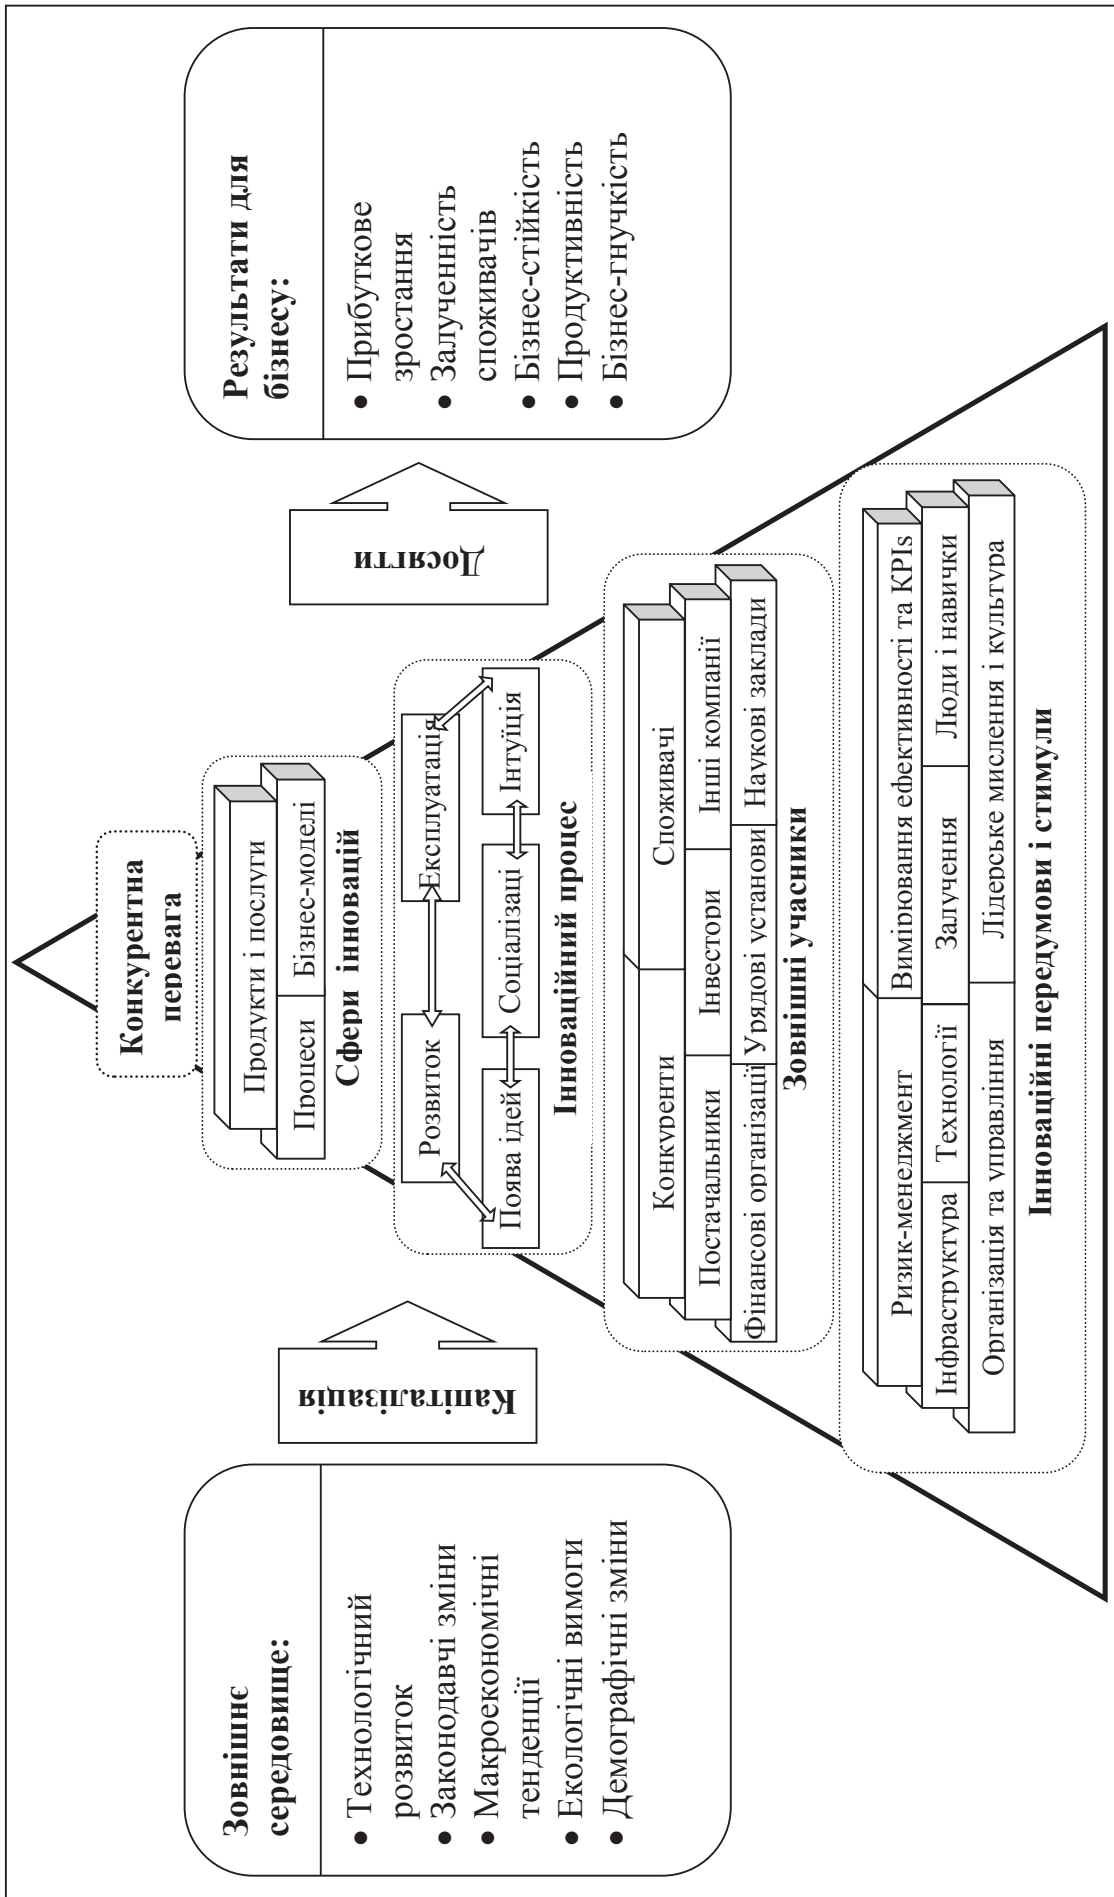 Зовнішнє
середовище:
• Технологічний
розвиток
• Законодавчі зміни
• Макроекономічні
тенденції
• Екологічні вимоги
• Демографічні зміни
Капіталізація
Конкурентна
перевага
Продукти і послуги
Процеси Бізнес-моделі
Сфери інновацій
Розвиток Експлуатація
Поява ідей Соціалізаці Інтуїція
Інноваційний процес
Конкуренти Споживачі
Постачальники Інвестори Інші компанії
Фінансові організації Урядові установи Наукові заклади
Зовнішні учасники
Ризик-менеджмент Вимірювання ефективності та KPIs
Інфраструктура Технології Залучення Люди і навички
Організація та управління Лідерське мислення і культура
Інноваційні передумови і стимули
Досягти
Результати для
бізнесу:
• Прибуткове
зростання
• Залученність
споживачів
• Бізнес-стійкість
• Продуктивність
• Бізнес-гнучкість